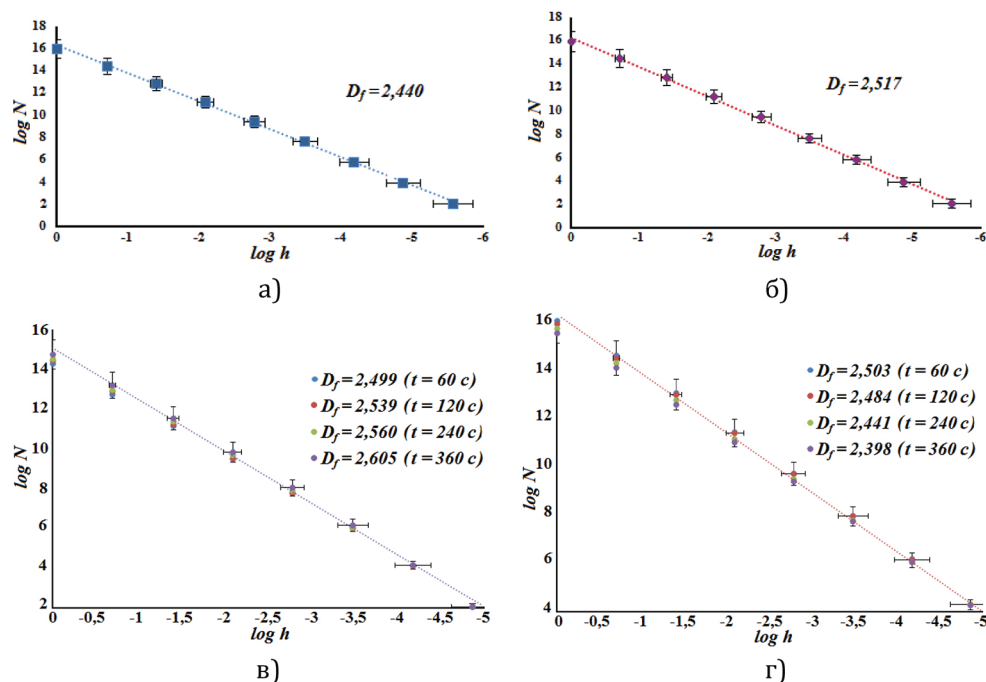 18
16
14
12
10
8
6
4
2
0
log N
D_f = 2,440
0 -1 -2 -3 -4 -5 -6
log h
а)
18
16
14
12
10
8
6
4
2
0
log N
D_f = 2,517
0 -1 -2 -3 -4 -5 -6
log h
б)
16
14
12
10
8
6
4
2
log N
D_f = 2,499 (t = 60 c)
D_f = 2,539 (t = 120 c)
D_f = 2,560 (t = 240 c)
D_f = 2,605 (t = 360 c)
0 -0,5 -1 -1,5 -2 -2,5 -3 -3,5 -4 -4,5 -5
log h
в)
16
14
12
10
8
6
4
log N
D_f = 2,503 (t = 60 c)
D_f = 2,484 (t = 120 c)
D_f = 2,441 (t = 240 c)
D_f = 2,398 (t = 360 c)
0 -0,5 -1 -1,5 -2 -2,5 -3 -3,5 -4 -4,5 -5
log h
г)